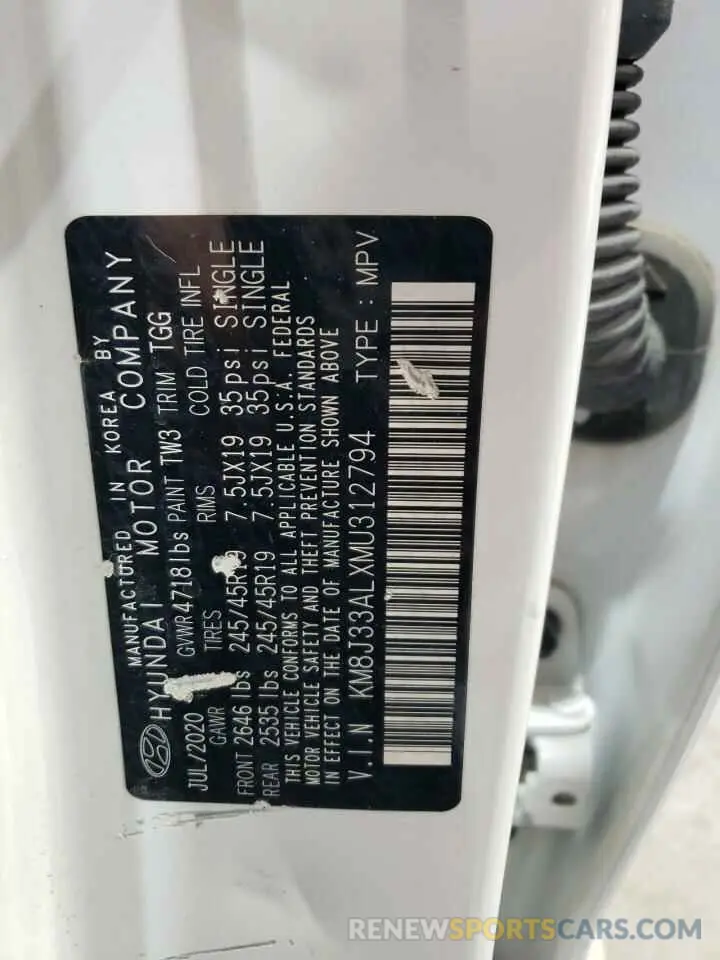 MANUFACTURED IN KOREA BY
HYUNDAI MOTOR COMPANY
JUL/2020 GVWR 4718 lbs PAINT TW3 TRIM TGG
GAWR TIRES RIMS COLD TIRE INFL
FRONT 2646 lbs 245/45R19 7.5JX19 35psi SINGLE
REAR 2535 lbs 245/45R19 7.5JX19 35psi SINGLE
THIS VEHICLE CONFORMS TO ALL APPLICABLE U.S.A. FEDERAL
MOTOR VEHICLE SAFETY AND THEFT PREVENTION STANDARDS
IN EFFECT ON THE DATE OF MANUFACTURE SHOWN ABOVE
V.I.N KM8J33ALXMU312794 TYPE : MPV
RENEWSPORTSCARS.COM